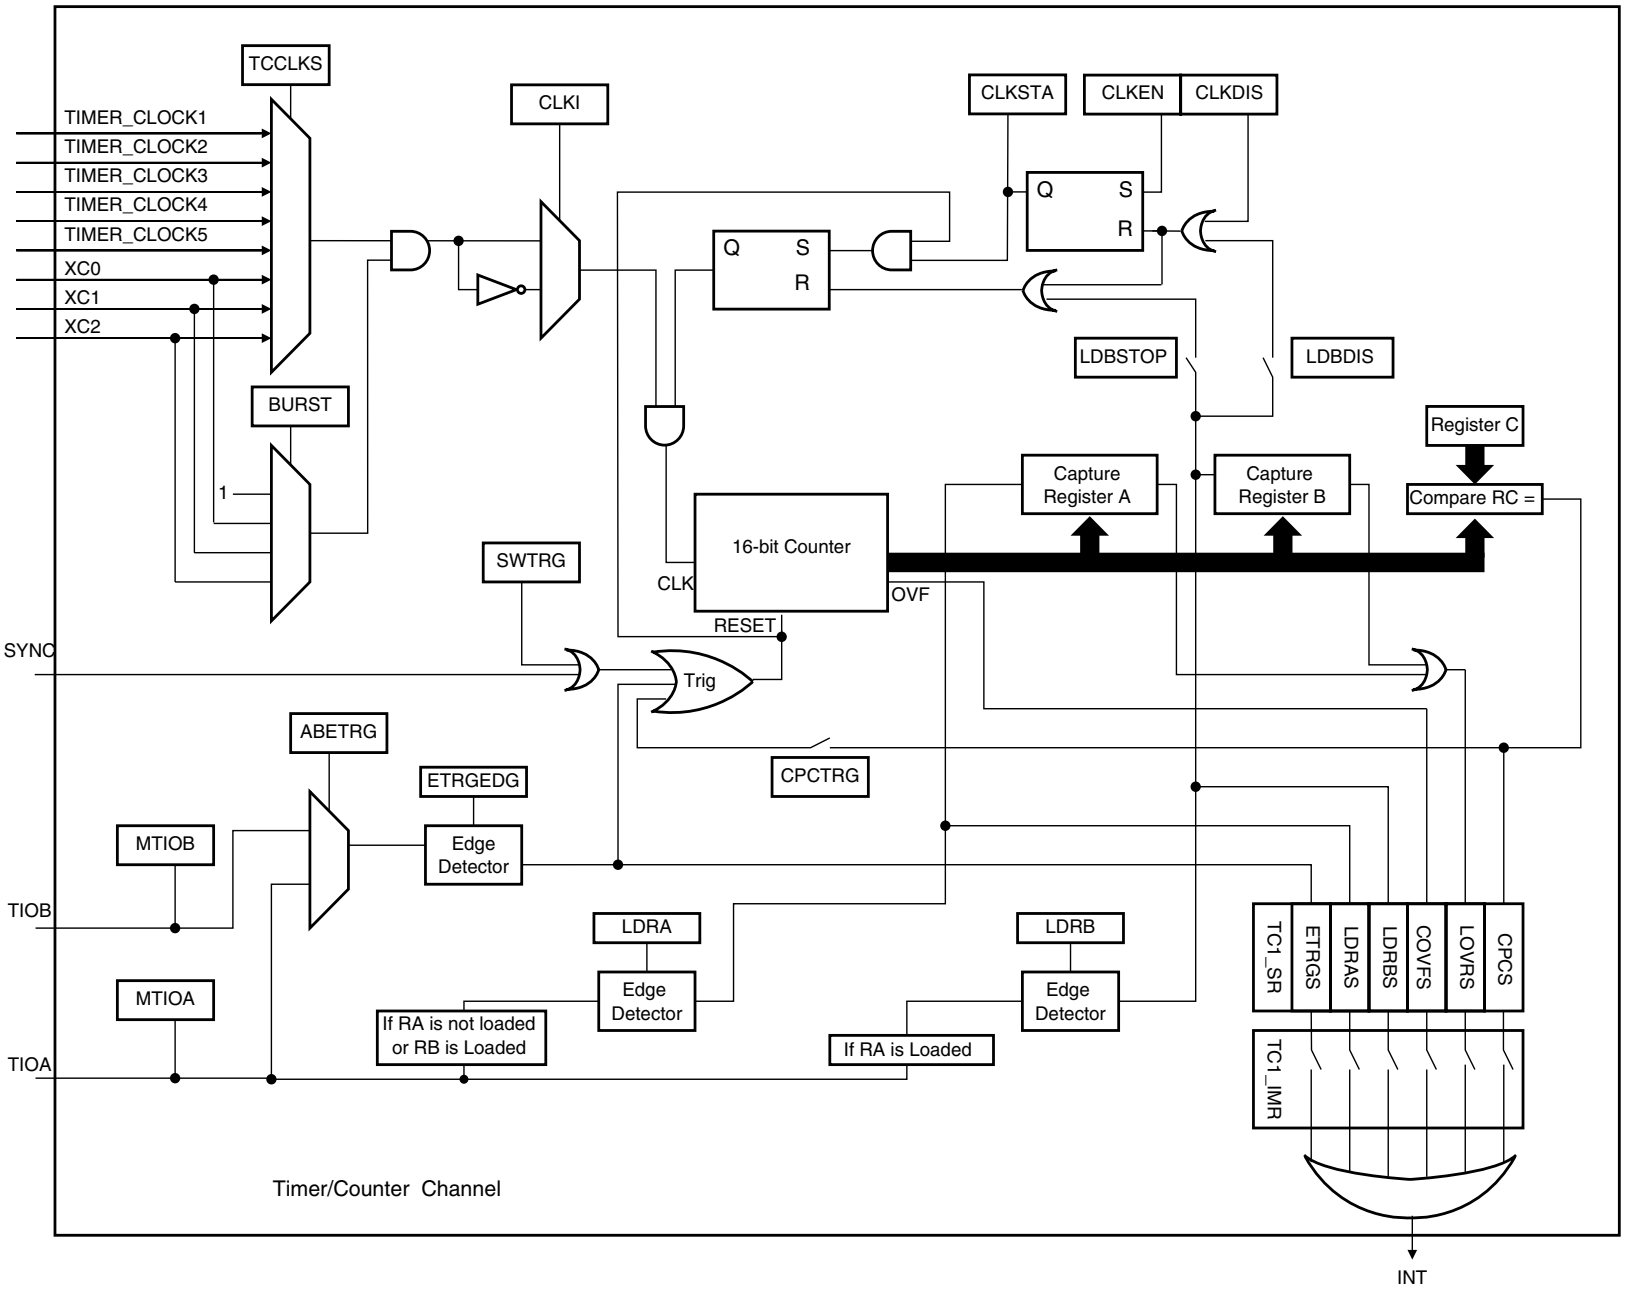 TCCLKS
CLKI
CLKSTA
CLKEN
CLKDIS
TIMER_CLOCK1
TIMER_CLOCK2
TIMER_CLOCK3
TIMER_CLOCK4
TIMER_CLOCK5
XC0
XC1
XC2
Q
S
R
Q
S
R
LDBSTOP
LDBDIS
BURST
1
Register C
Capture
Register A
Capture
Register B
Compare RC =
16-bit Counter
SWTRG
CLK
OVF
RESET
SYNC
Trig
ABETRG
CPCTRG
ETRGEDG
MTIOB
Edge
Detector
TIOB
LDRA
LDRB
MTIOA
Edge
Detector
Edge
Detector
If RA is not loaded
or RB is Loaded
If RA is Loaded
TIOA
TC1_SR
ETRGS
LDRAS
LDRBS
COVFS
LOVRS
CPCS
TC1_IMR
Timer/Counter Channel
INT